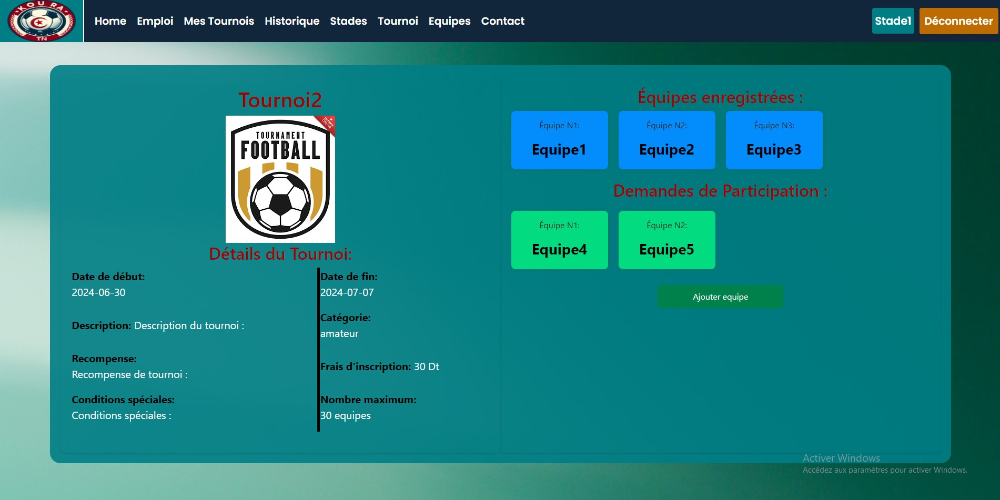 KOURA
TN
Home Emploi Mes Tournois Historique Stades Tournoi Equipes Contact
Stade1 Déconnecter
Tournoi2
EDITABLE
ONLINE
TOURNAMENT
FOOTBALL
Détails du Tournoi:
Date de début:
2024-06-30
Description: Description du tournoi :
Recompense:
Recompense de tournoi :
Conditions spéciales:
Conditions spéciales :
Date de fin:
2024-07-07
Catégorie:
amateur
Frais d'inscription: 30 Dt
Nombre maximum:
30 equipes
Équipes enregistrées :
Équipe N1:
Equipe1
Équipe N2:
Equipe2
Équipe N3:
Equipe3
Demandes de Participation :
Équipe N1:
Equipe4
Équipe N2:
Equipe5
Ajouter equipe
Activer Windows
Accédez aux paramètres pour activer Windows.